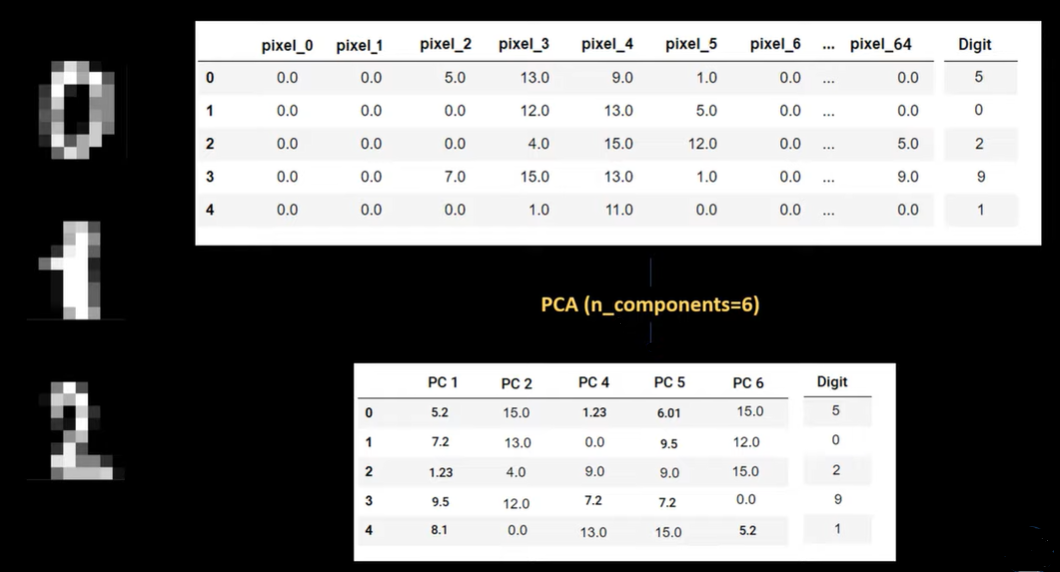 pixel_0 pixel_1 pixel_2 pixel_3 pixel_4 pixel_5 pixel_6 ... pixel_64 Digit
0 0.0 0.0 5.0 13.0 9.0 1.0 0.0 ... 0.0 5
1 0.0 0.0 0.0 12.0 13.0 5.0 0.0 ... 0.0 0
2 0.0 0.0 0.0 4.0 15.0 12.0 0.0 ... 5.0 2
3 0.0 0.0 7.0 15.0 13.0 1.0 0.0 ... 9.0 9
4 0.0 0.0 0.0 1.0 11.0 0.0 0.0 ... 0.0 1
PCA (n_components=6)
PC 1 PC 2 PC 4 PC 5 PC 6 Digit
0 5.2 15.0 1.23 6.01 15.0 5
1 7.2 13.0 0.0 9.5 12.0 0
2 1.23 4.0 9.0 9.0 15.0 2
3 9.5 12.0 7.2 7.2 0.0 9
4 8.1 0.0 13.0 15.0 5.2 1
0
1
2